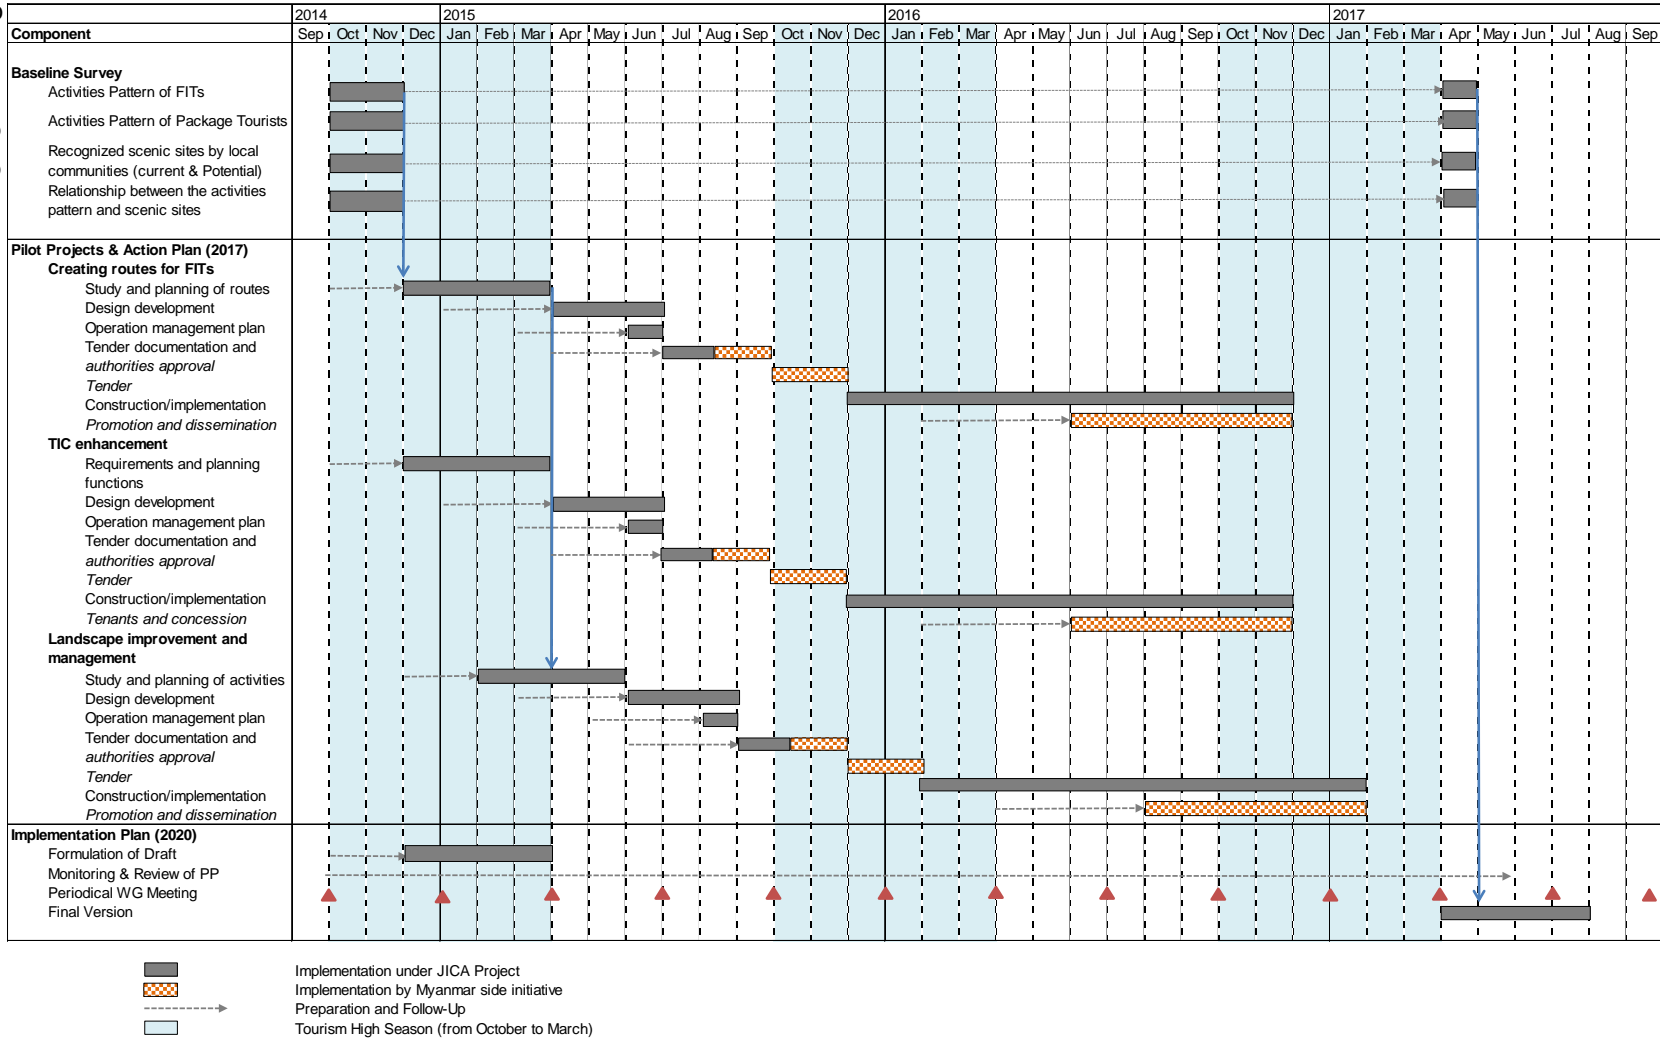 2014 2015 2016 2017
Component Sep Oct Nov Dec Jan Feb Mar Apr May Jun Jul Aug Sep Oct Nov Dec Jan Feb Mar Apr May Jun Jul Aug Sep Oct Nov Dec Jan Feb Mar Apr May Jun Jul Aug Sep
Baseline Survey
Activities Pattern of FITs
Activities Pattern of Package Tourists
Recognized scenic sites by local
communities (current & Potential)
Relationship between the activities
pattern and scenic sites
Pilot Projects & Action Plan (2017)
Creating routes for FITs
Study and planning of routes
Design development
Operation management plan
Tender documentation and
authorities approval
Tender
Construction/implementation
Promotion and dissemination
TIC enhancement
Requirements and planning
functions
Design development
Operation management plan
Tender documentation and
authorities approval
Tender
Construction/implementation
Tenants and concession
Landscape improvement and
management
Study and planning of activities
Design development
Operation management plan
Tender documentation and
authorities approval
Tender
Construction/implementation
Promotion and dissemination
Implementation Plan (2020)
Formulation of Draft
Monitoring & Review of PP
Periodical WG Meeting
Final Version
Implementation under JICA Project
Implementation by Myanmar side initiative
Preparation and Follow-Up
Tourism High Season (from October to March)